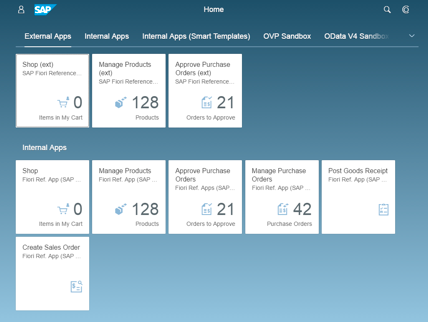 SAP
Home
External Apps
Internal Apps
Internal Apps (Smart Templates)
OVP Sandbox
OData V4 Sandbox
Shop (ext)
SAP Fiori Reference...
0
Items in My Cart
Manage Products
(ext)
SAP Fiori Reference...
128
Products
Approve Purchase
Orders (ext)
SAP Fiori Reference...
21
Orders to Approve
Internal Apps
Shop
Fiori Ref. App (SAP ...
0
Items in My Cart
Manage Products
Fiori Ref. App (SAP ...
128
Products
Approve Purchase
Orders
Fiori Ref. Apps (SAP ...
21
Orders to Approve
Manage Purchase
Orders
Fiori Ref. App (SAP ...
42
Purchase Orders
Post Goods Receipt
Fiori Ref. App (SAP ...
Create Sales Order
Fiori Ref. App (SAP ...